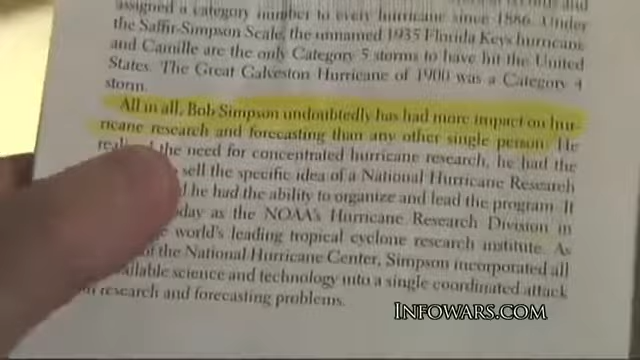 assigned a category number to every hurricane since 1886. Under
the Saffir-Simpson Scale, the unnamed 1935 Florida Keys hurricane
and Camille are the only Category 5 storms to have hit the United
States. The Great Galveston Hurricane of 1900 was a Category 4
storm.
All in all, Bob Simpson undoubtedly has had more impact on hur-
ricane research and forecasting than any other single person. He
the need for concentrated hurricane research, he had the
sell the specific idea of a National Hurricane Research
he had the ability to organize and lead the program. It
day as the NOAA's Hurricane Research Division in
world's leading tropical cyclone research institute. As
of the National Hurricane Center, Simpson incorporated all
science and technology into a single coordinated attack
research and forecasting problems.
INFOWARS.COM